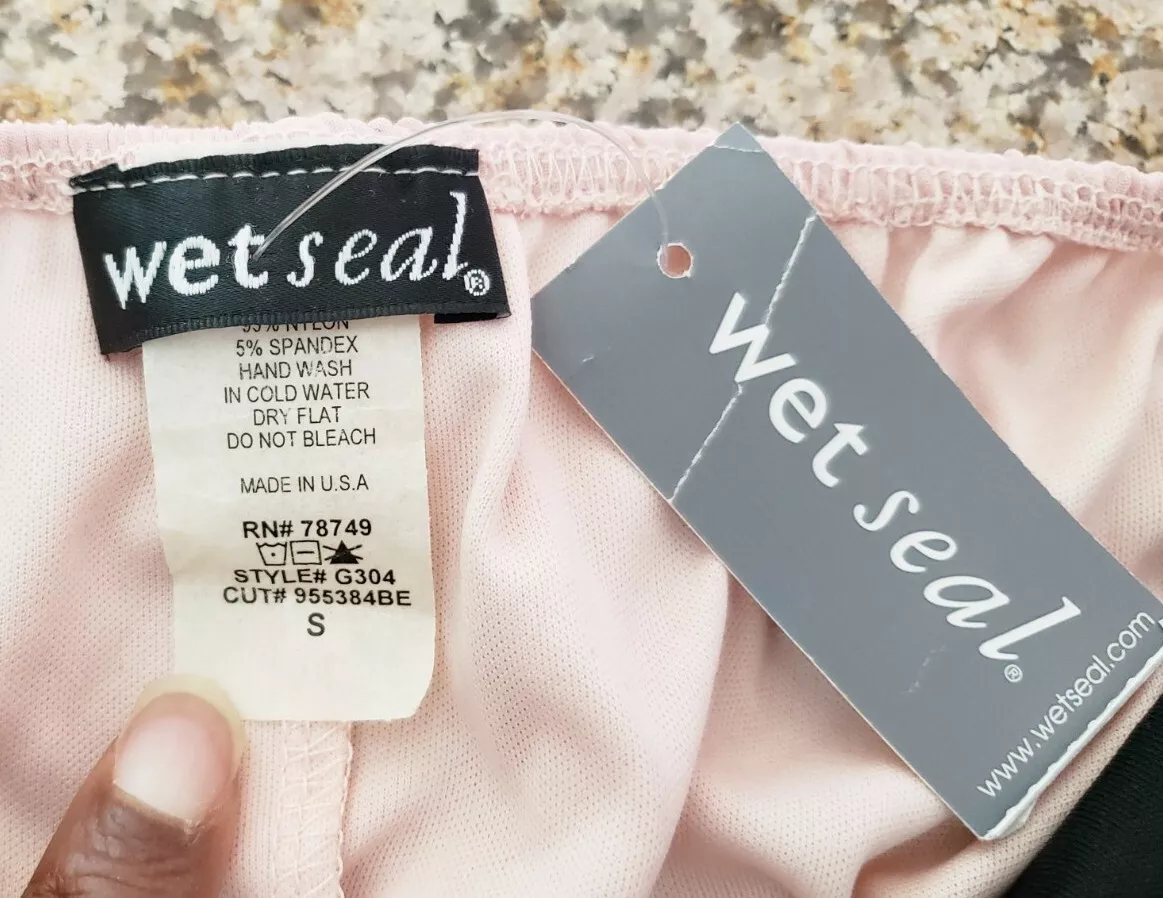 wet seal®
NYLON
5% SPANDEX
HAND WASH
IN COLD WATER
DRY FLAT
DO NOT BLEACH
MADE IN U.S.A
RN# 78749
STYLE# G304
CUT# 955384BE
S
wet seal®
www.wetseal.com